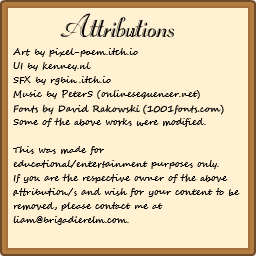 Attributions
Art by pixel-poem.itch.io
UI by kenney.nl
SFX by rgbin.itch.io
Music by PeterS (onlinesequencer.net)
Fonts by David Rakowski (1001fonts.com)
Some of the above works were modified.

This was made for
educational/entertainment purposes only.
If you are the respective owner of the above
attribution/s and wish for your content to be
removed, please contact me at
liam@brigadierelm.com.